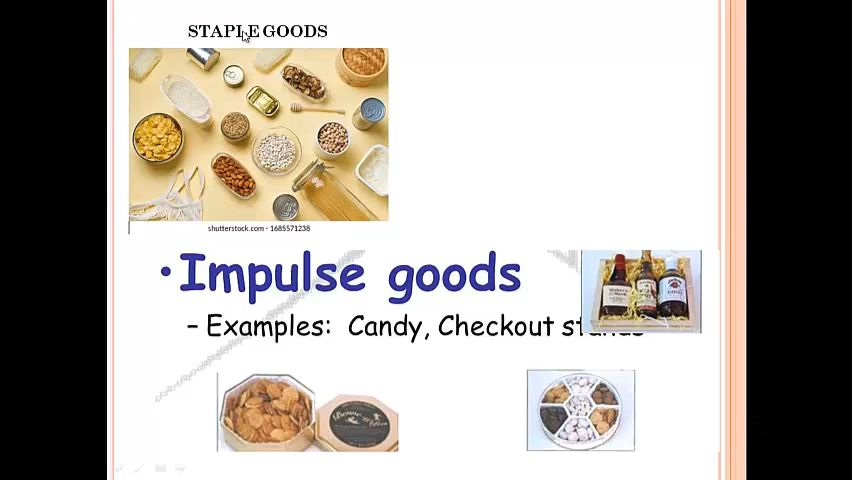 STAPLE GOODS
shutterstock.com · 1685571238
• Impulse goods
– Examples: Candy, Checkout stands